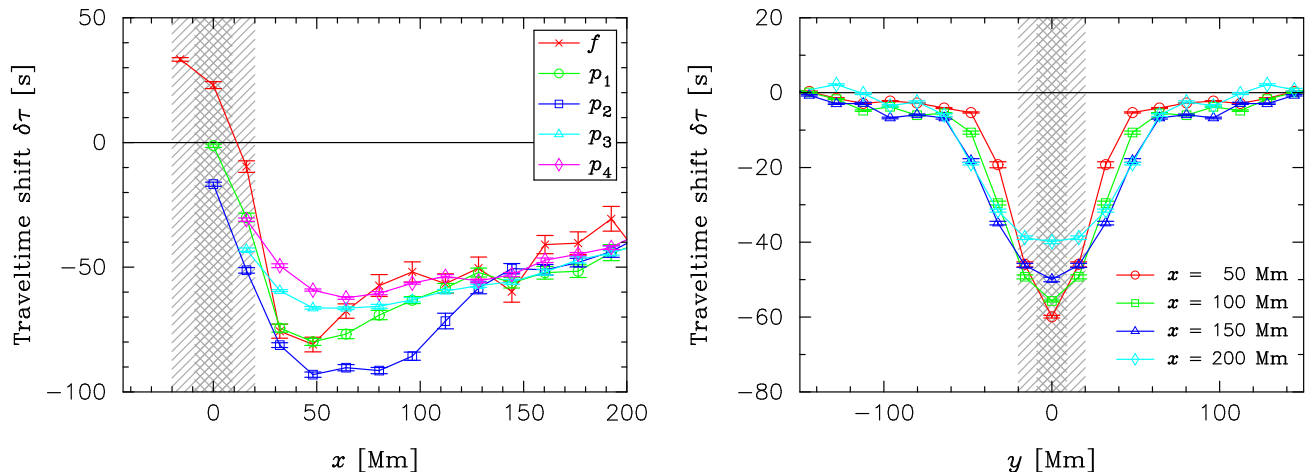 50
0
−50
−100
Traveltime shift δτ [s]
0
50
100
150
200
x [Mm]
f
p1
p2
p3
p4
20
0
−20
−40
−60
−80
Traveltime shift δτ [s]
−100
0
100
y [Mm]
x = 50 Mm
x = 100 Mm
x = 150 Mm
x = 200 Mm